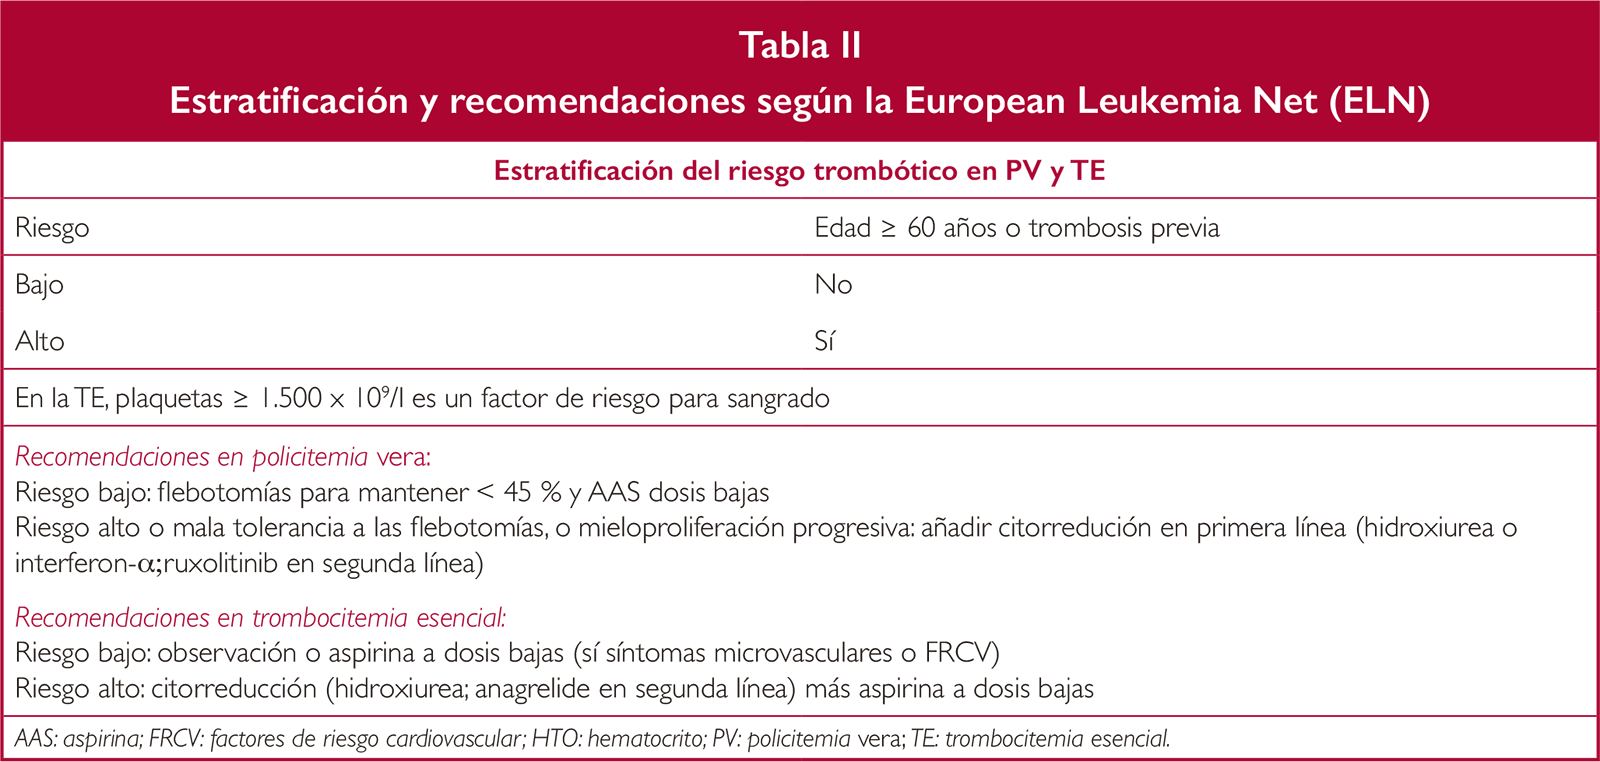 Tabla II
Estratificación y recomendaciones según la European Leukemia Net (ELN)
Estratificación del riesgo trombótico en PV y TE
Riesgo Edad ≥ 60 años o trombosis previa
Bajo No
Alto Sí
En la TE, plaquetas ≥ 1.500 x 10⁹/l es un factor de riesgo para sangrado
Recomendaciones en policitemia vera:
Riesgo bajo: flebotomías para mantener < 45 % y AAS dosis bajas
Riesgo alto o mala tolerancia a las flebotomías, o mieloproliferación progresiva: añadir citorredución en primera línea (hidroxiurea o
interferon-α;ruxolitinib en segunda línea)
Recomendaciones en trombocitemia esencial:
Riesgo bajo: observación o aspirina a dosis bajas (sí síntomas microvasculares o FRCV)
Riesgo alto: citorreducción (hidroxiurea; anagrelide en segunda línea) más aspirina a dosis bajas
AAS: aspirina; FRCV: factores de riesgo cardiovascular; HTO: hematocrito; PV: policitemia vera; TE: trombocitemia esencial.